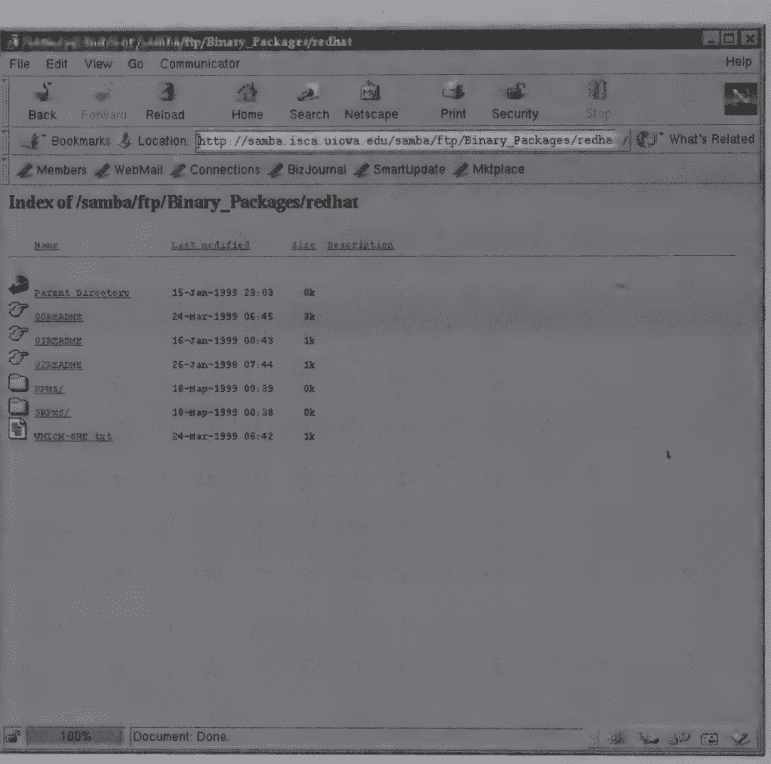 /samba/ftp/Binary_Packages/redhat
File Edit View Go Communicator Help
Back Forward Reload Home Search Netscape Print Security Stop
Bookmarks Location: http://samba.isca.uiowa.edu/samba/ftp/Binary_Packages/redha / What's Related
Members WebMail Connections BizJournal SmartUpdate Mktplace
Index of /samba/ftp/Binary_Packages/redhat
Name Last modified Size Description
Parent Directory 15-Jan-1999 23:03 0k
00README 24-Mar-1999 06:45 3k
01README 16-Jan-1999 00:43 1k
02README 26-Jan-1998 07:44 1k
RPMS/ 18-May-1999 00:39 0k
SRPMS/ 18-May-1999 00:38 0k
WHICH-ONE.txt 24-Mar-1999 06:42 1k
100% Document: Done.